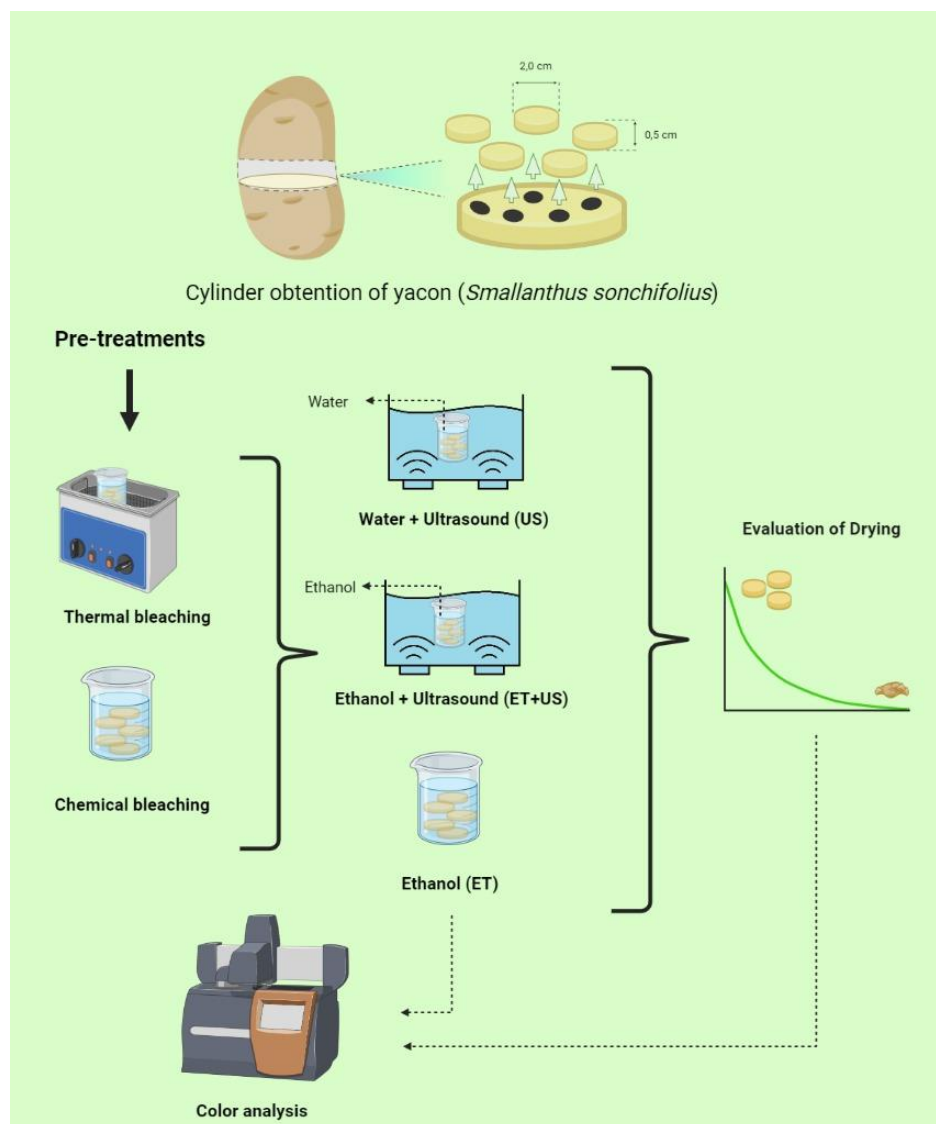 2,0 cm
0,5 cm
Cylinder obtention of yacon (Smallanthus sonchifolius)
Pre-treatments
Water
Water + Ultrasound (US)
Evaluation of Drying
Ethanol
Thermal bleaching
Ethanol + Ultrasound (ET+US)
Chemical bleaching
Ethanol (ET)
Color analysis